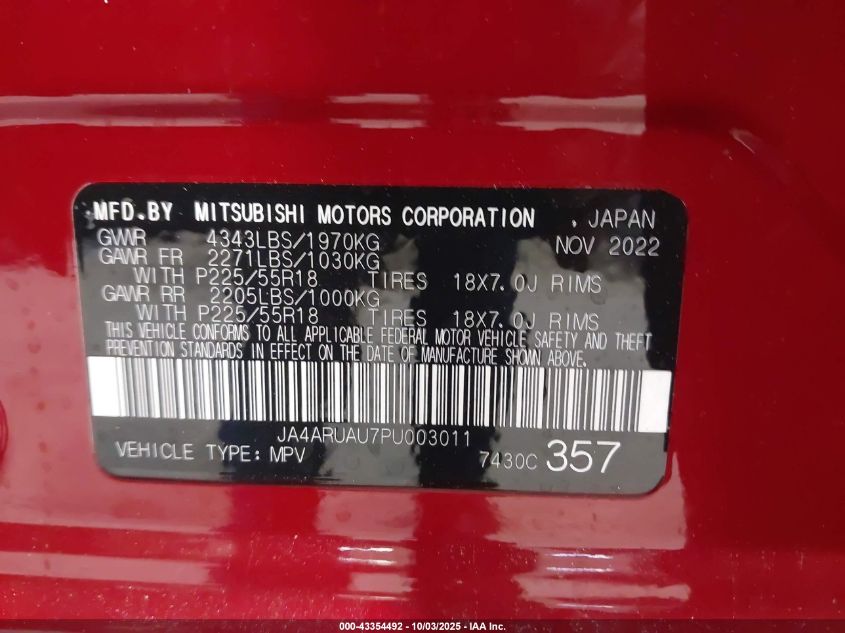 MFD.BY MITSUBISHI MOTORS CORPORATION . JAPAN
GVWR 4343LBS/1970KG NOV 2022
GAWR FR 2271LBS/1030KG
WITH P225/55R18 TIRES 18X7.0J RIMS
GAWR RR 2205LBS/1000KG
WITH P225/55R18 TIRES 18X7.0J RIMS
THIS VEHICLE CONFORMS TO ALL APPLICABLE FEDERAL MOTOR VEHICLE SAFETY AND THEFT
PREVENTION STANDARDS IN EFFECT ON THE DATE OF MANUFACTURE SHOWN ABOVE.
JA4ARUAU7PU003011
VEHICLE TYPE: MPV 7430C 357
000-43354492 - 10/03/2025 - IAA Inc.